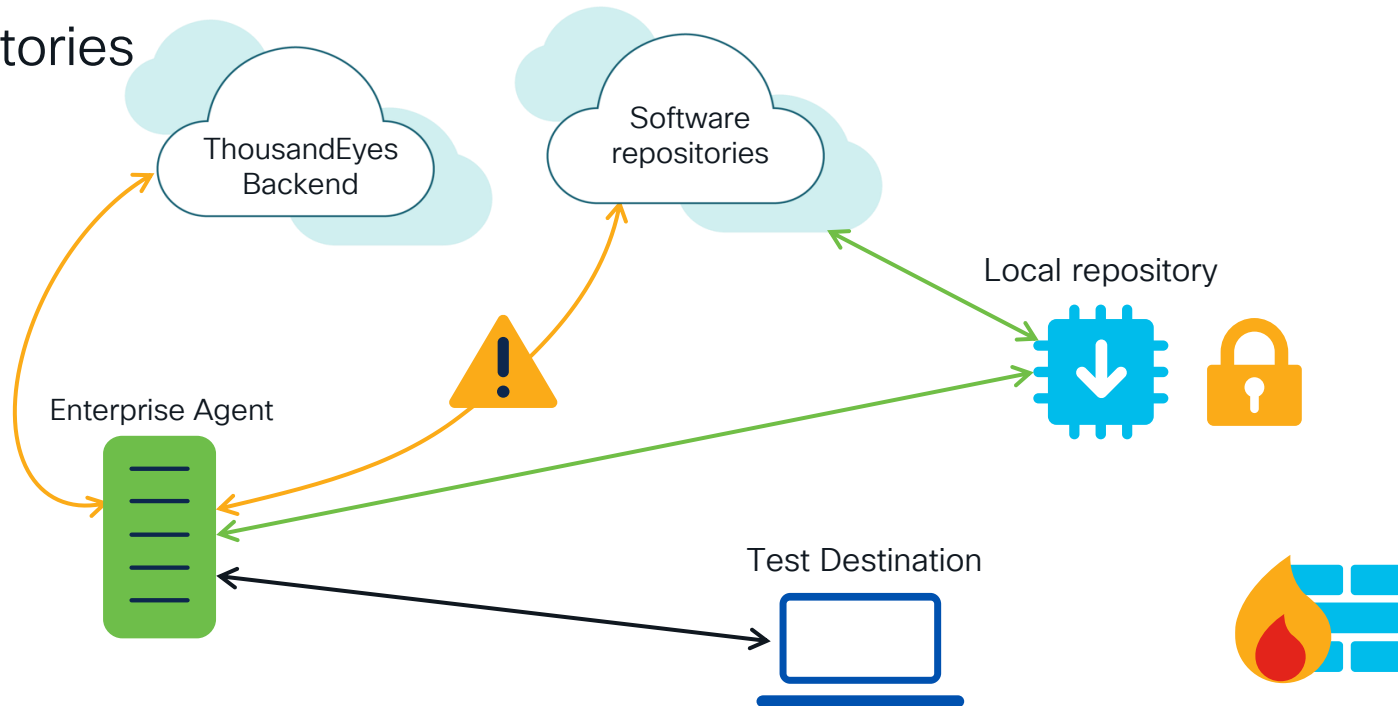 tories
ThousandEyes
Backend
Software
repositories
Local repository
Enterprise Agent
Test Destination